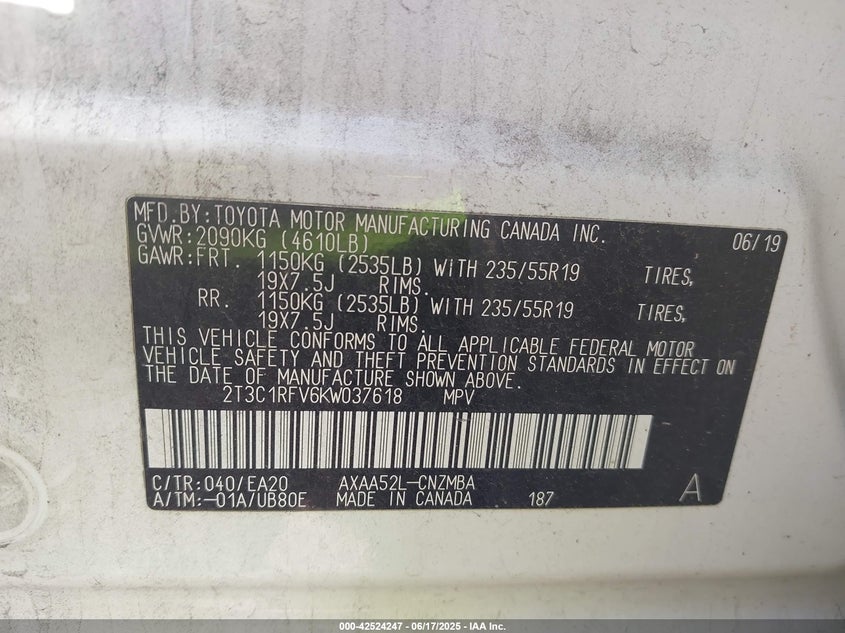 MFD.BY:TOYOTA MOTOR MANUFACTURING CANADA INC. 06/19
GVWR:2090KG (4610LB)
GAWR:FRT. 1150KG (2535LB) WITH 235/55R19 TIRES,
19X7.5J RIMS.
RR. 1150KG (2535LB) WITH 235/55R19 TIRES,
19X7.5J RIMS.
THIS VEHICLE CONFORMS TO ALL APPLICABLE FEDERAL MOTOR
VEHICLE SAFETY AND THEFT PREVENTION STANDARDS IN EFFECT ON
THE DATE OF MANUFACTURE SHOWN ABOVE.
2T3C1RFV6KW037618 MPV
C/TR:040/EA20 AXAA52L-CNZMBA
A/TM:-01A/UB80E MADE IN CANADA 187 A
000-42524247 - 06/17/2025 - IAA Inc.